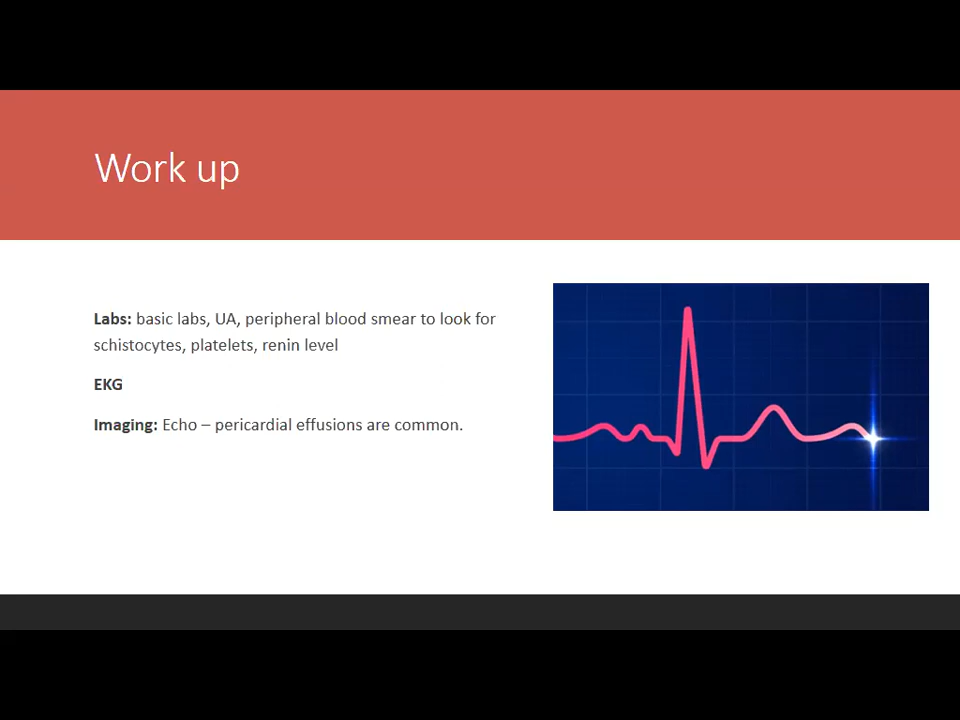 Work up
Labs: basic labs, UA, peripheral blood smear to look for
schistocytes, platelets, renin level
EKG
Imaging: Echo – pericardial effusions are common.